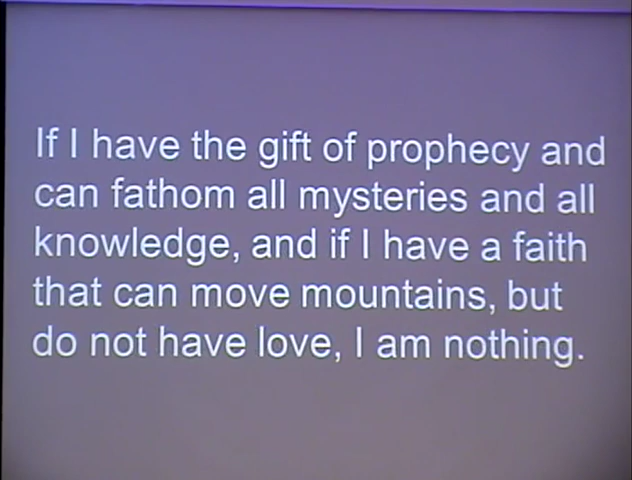 If I have the gift of prophecy and
can fathom all mysteries and all
knowledge, and if I have a faith
that can move mountains, but
do not have love, I am nothing.